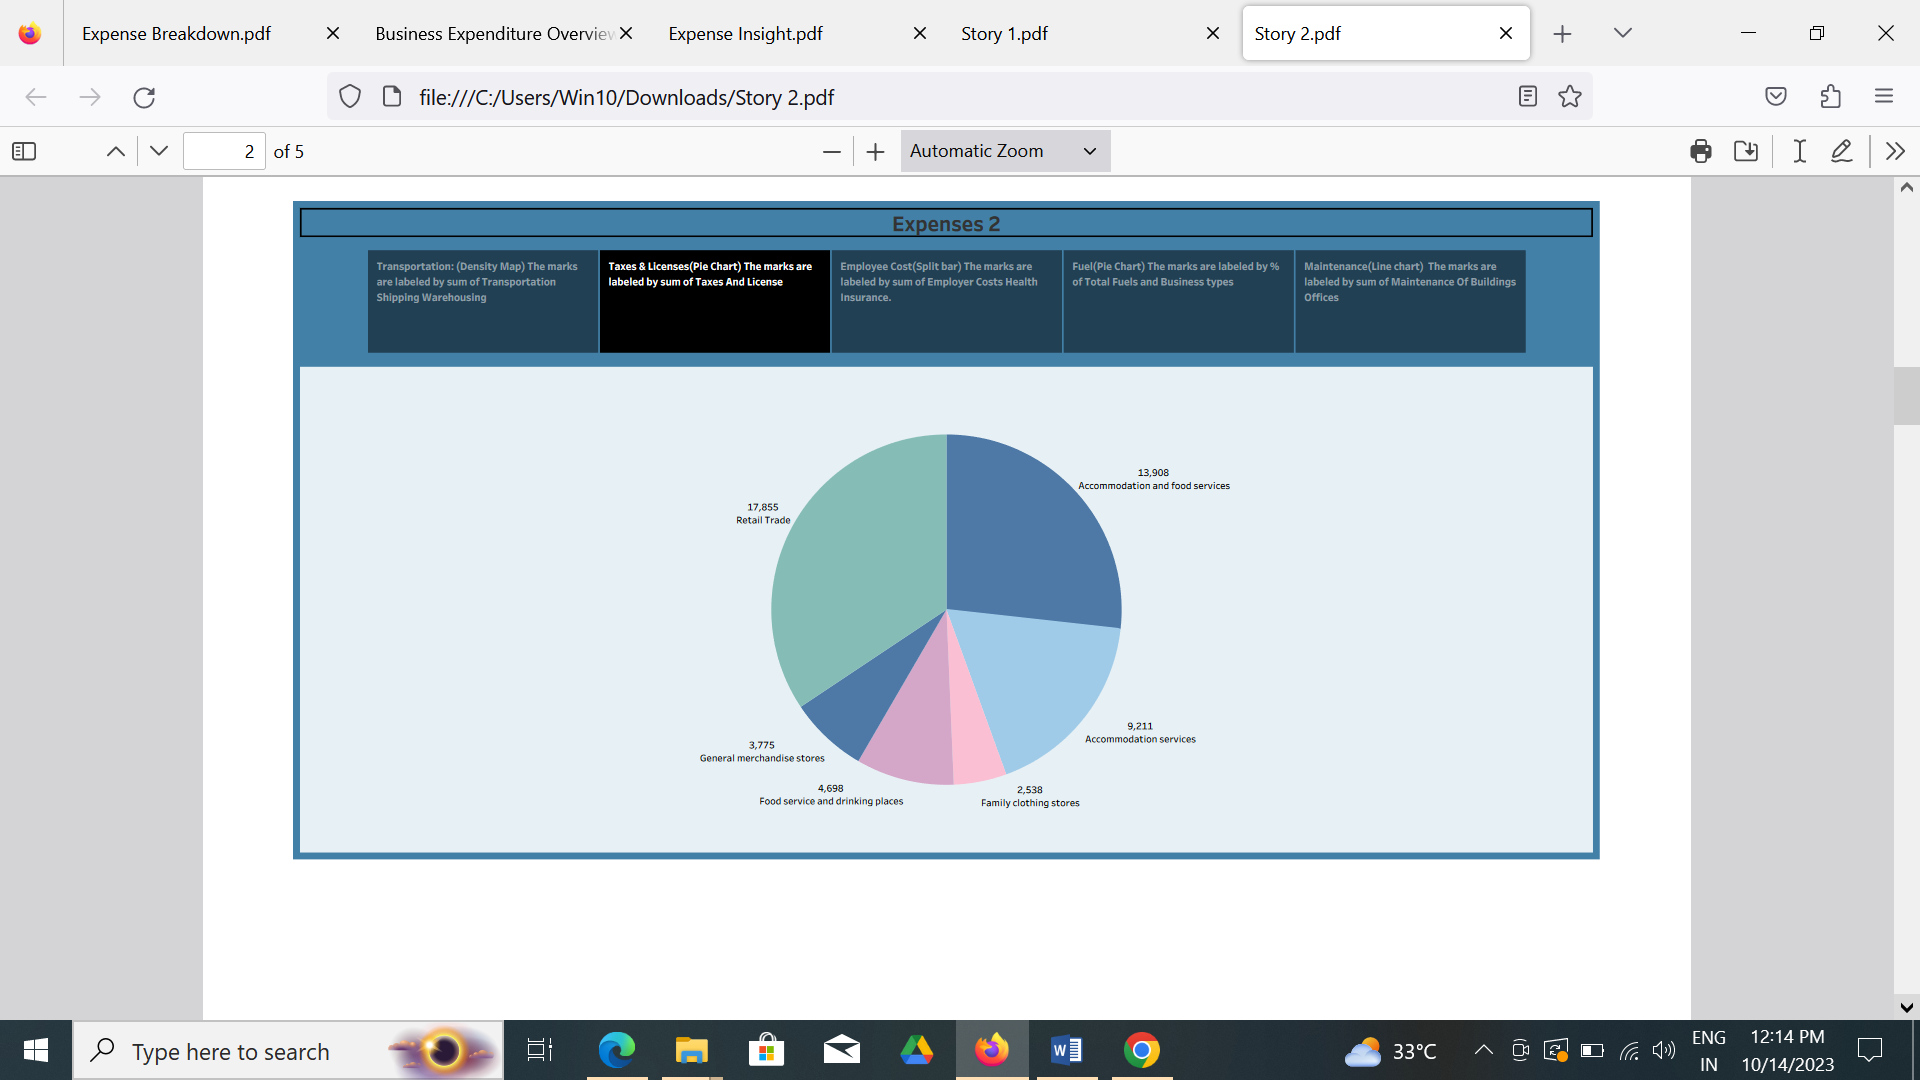 Expense Breakdown.pdf
Business Expenditure Overview
Expense Insight.pdf
Story 1.pdf
Story 2.pdf
file:///C:/Users/Win10/Downloads/Story 2.pdf
2 of 5
Automatic Zoom
Expenses 2
Transportation: (Density Map) The marks
are labeled by sum of Transportation
Shipping Warehousing
Taxes & Licenses(Pie Chart) The marks are
labeled by sum of Taxes And License
Employee Cost(Split bar) The marks are
labeled by sum of Employer Costs Health
Insurance.
Fuel(Pie Chart) The marks are labeled by %
of Total Fuels and Business types
Maintenance(Line chart)  The marks are
labeled by sum of Maintenance Of Buildings
Offices
13,908
Accommodation and food services
17,855
Retail Trade
9,211
Accommodation services
3,775
General merchandise stores
4,698
Food service and drinking places
2,538
Family clothing stores
Type here to search
33°C
ENG
IN
12:14 PM
10/14/2023